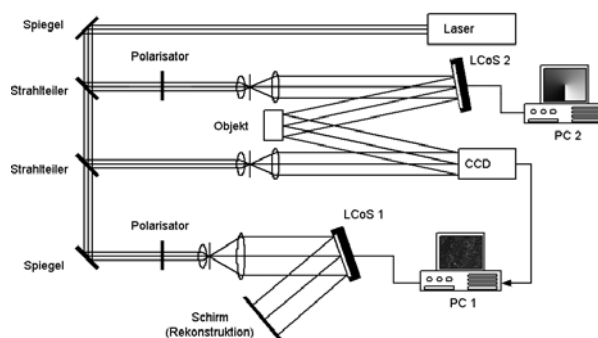 Spiegel
Laser
Polarisator
LCoS 2
Strahlteiler
Objekt
PC 2
Strahlteiler
CCD
LCoS 1
Polarisator
Spiegel
PC 1
Schirm
(Rekonstruktion)